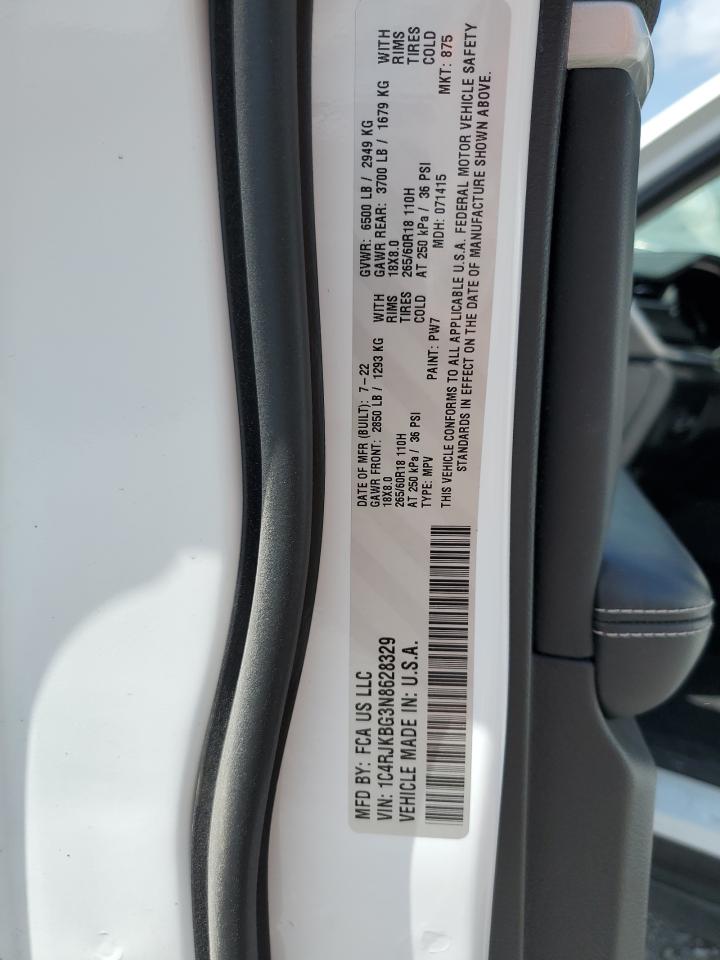 MFD BY: FCA US LLC
VIN: 1C4RJKBG3N8628329
VEHICLE MADE IN: U.S.A.
DATE OF MFR (BUILT): 7-22
GAWR FRONT: 2850 LB / 1293 KG WITH
18X8.0 RIMS
265/60R18 110H TIRES
AT 250 kPa / 36 PSI COLD
TYPE: MPV PAINT: PW7
GVWR: 6500 LB / 2949 KG
GAWR REAR: 3700 LB / 1679 KG WITH
18X8.0 RIMS
265/60R18 110H TIRES
AT 250 kPa / 36 PSI COLD
MDH: 071415 MKT: 875
THIS VEHICLE CONFORMS TO ALL APPLICABLE U.S.A. FEDERAL MOTOR VEHICLE SAFETY
STANDARDS IN EFFECT ON THE DATE OF MANUFACTURE SHOWN ABOVE.